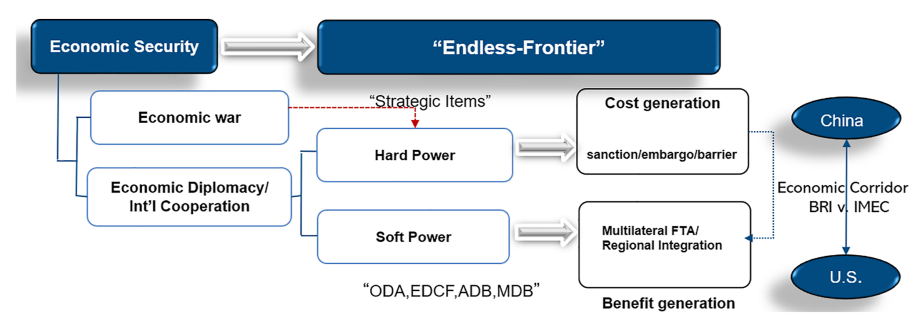 Economic Security
“Endless-Frontier”
“Strategic Items”
Economic war
Cost generation
sanction/embargo/barrier
China
Hard Power
Economic Diplomacy/
Int’l Cooperation
Economic Corridor
BRI v. IMEC
Soft Power
Multilateral FTA/
Regional Integration
U.S.
“ODA,EDCF,ADB,MDB”
Benefit generation